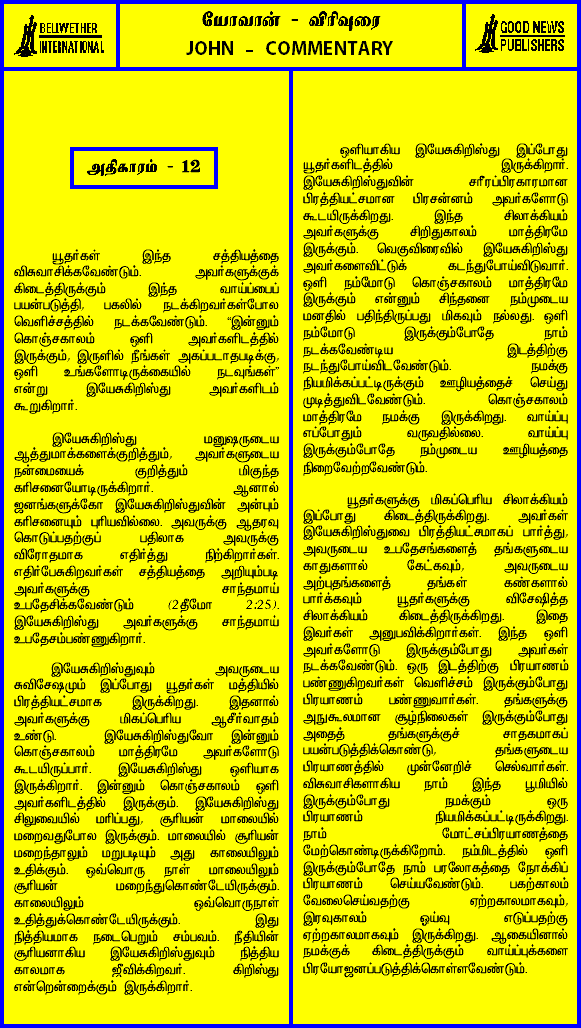 BELIWETHER
INTERNATIONAL
யோவான் - விரிவுரை
JOHN - COMMENTARY
GOOD NEWS
PUBLISHERS
அதிகாரம் - 12
யூதர்கள் இந்த சத்தியத்தை
விசுவாசிக்கவேண்டும். அவர்களுக்குக்
கிடைத்திருக்கும் இந்த வாய்ப்பைப்
பயன்படுத்தி, பகலில் நடக்கிறவர்கள்போல
வெளிச்சத்தில் நடக்கவேண்டும். “இன்னும்
கொஞ்சகாலம் ஒளி அவர்களிடத்தில்
இருக்கும், இருளில் நீங்கள் அகப்படாதபடிக்கு,
ஒளி உங்களோடிருக்கையில் நடவுங்கள்”
என்று இயேசுகிறிஸ்து அவர்களிடம்
கூறுகிறார்.
இயேசுகிறிஸ்து மனுஷருடைய
ஆத்துமாக்களைக்குறித்தும், அவர்களுடைய
நன்மையைக் குறித்தும் மிகுந்த
கரிசனையோடிருக்கிறார். ஆனால்
ஜனங்களுக்கோ இயேசுகிறிஸ்துவின் அன்பும்
கரிசனையும் புரியவில்லை. அவருக்கு ஆதரவு
கொடுப்பதற்குப் பதிலாக அவருக்கு
விரோதமாக எதிர்த்து நிற்கிறார்கள்.
எதிர்பேசுகிறவர்கள் சத்தியத்தை அறியும்படி
அவர்களுக்கு சாந்தமாய்
உபதேசிக்கவேண்டும் (2தீமோ 2:25).
இயேசுகிறிஸ்து அவர்களுக்கு சாந்தமாய்
உபதேசம்பண்ணுகிறார்.
இயேசுகிறிஸ்துவும் அவருடைய
சுவிசேஷமும் இப்போது யூதர்கள் மத்தியில்
பிரத்தியட்சமாக இருக்கிறது. இதனால்
அவர்களுக்கு மிகப்பெரிய ஆசீர்வாதம்
உண்டு. இயேசுகிறிஸ்துவோ இன்னும்
கொஞ்சகாலம் மாத்திரமே அவர்களோடு
கூடயிருப்பார். இயேசுகிறிஸ்து ஒளியாக
இருக்கிறார். இன்னும் கொஞ்சகாலம் ஒளி
அவர்களிடத்தில் இருக்கும். இயேசுகிறிஸ்து
சிலுவையில் மரிப்பது, சூரியன் மாலையில்
மறைவதுபோல இருக்கும். மாலையில் சூரியன்
மறைந்தாலும் மறுபடியும் அது காலையிலும்
உதிக்கும். ஒவ்வொரு நாள் மாலையிலும்
சூரியன் மறைந்துகொண்டேயிருக்கும்.
காலையிலும் ஒவ்வொருநாள்
உதித்துக்கொண்டேயிருக்கும். இது
நித்தியமாக நடைபெறும் சம்பவம். நீதியின்
சூரியனாகிய இயேசுகிறிஸ்துவும் நித்திய
காலமாக ஜீவிக்கிறவர். கிறிஸ்து
என்றென்றைக்கும் இருக்கிறார்.
ஒளியாகிய இயேசுகிறிஸ்து இப்போது
யூதர்களிடத்தில் இருக்கிறார்.
இயேசுகிறிஸ்துவின் சரீரப்பிரகாரமான
பிரத்தியட்சமான பிரசன்னம் அவர்களோடு
கூடயிருக்கிறது. இந்த சிலாக்கியம்
அவர்களுக்கு சிறிதுகாலம் மாத்திரமே
இருக்கும். வெகுவிரைவில் இயேசுகிறிஸ்து
அவர்களைவிட்டுக் கடந்துபோய்விடுவார்.
ஒளி நம்மோடு கொஞ்சகாலம் மாத்திரமே
இருக்கும் என்னும் சிந்தனை நம்முடைய
மனதில் பதிந்திருப்பது மிகவும் நல்லது. ஒளி
நம்மோடு இருக்கும்போதே நாம்
நடக்கவேண்டிய இடத்திற்கு
நடந்துபோய்விடவேண்டும். நமக்கு
நியமிக்கப்பட்டிருக்கும் ஊழியத்தைச் செய்து
முடித்துவிடவேண்டும். கொஞ்சகாலம்
மாத்திரமே நமக்கு இருக்கிறது. வாய்ப்பு
எப்போதும் வருவதில்லை. வாய்ப்பு
இருக்கும்போதே நம்முடைய ஊழியத்தை
நிறைவேற்றவேண்டும்.
யூதர்களுக்கு மிகப்பெரிய சிலாக்கியம்
இப்போது கிடைத்திருக்கிறது. அவர்கள்
இயேசுகிறிஸ்துவை பிரத்தியட்சமாகப் பார்த்து,
அவருடைய உபதேசங்களைத் தங்களுடைய
காதுகளால் கேட்கவும், அவருடைய
அற்புதங்களைத் தங்கள் கண்களால்
பார்க்கவும் யூதர்களுக்கு விசேஷித்த
சிலாக்கியம் கிடைத்திருக்கிறது. இதை
இவர்கள் அனுபவிக்கிறார்கள். இந்த ஒளி
அவர்களோடு இருக்கும்போது அவர்கள்
நடக்கவேண்டும். ஒரு இடத்திற்கு பிரயாணம்
பண்ணுகிறவர்கள் வெளிச்சம் இருக்கும்போது
பிரயாணம் பண்ணுவார்கள். தங்களுக்கு
அநுகூலமான சூழ்நிலைகள் இருக்கும்போது
அதைத் தங்களுக்குச் சாதகமாகப்
பயன்படுத்திக்கொண்டு, தங்களுடைய
பிரயாணத்தில் முன்னேறிச் செல்வார்கள்.
விசுவாசிகளாகிய நாம் இந்த பூமியில்
இருக்கும்போது நமக்கும் ஒரு
பிரயாணம் நியமிக்கப்பட்டிருக்கிறது.
நாம் மோட்சப்பிரயாணத்தை
மேற்கொண்டிருக்கிறோம். நம்மிடத்தில் ஒளி
இருக்கும்போதே நாம் பரலோகத்தை நோக்கிப்
பிரயாணம் செய்யவேண்டும். பகற்காலம்
வேலைசெய்வதற்கு ஏற்றகாலமாகவும்,
இரவுகாலம் ஓய்வு எடுப்பதற்கு
ஏற்றகாலமாகவும் இருக்கிறது. ஆகையினால்
நமக்குக் கிடைத்திருக்கும் வாய்ப்புக்களை
பிரயோஜனப்படுத்திக்கொள்ளவேண்டும்.